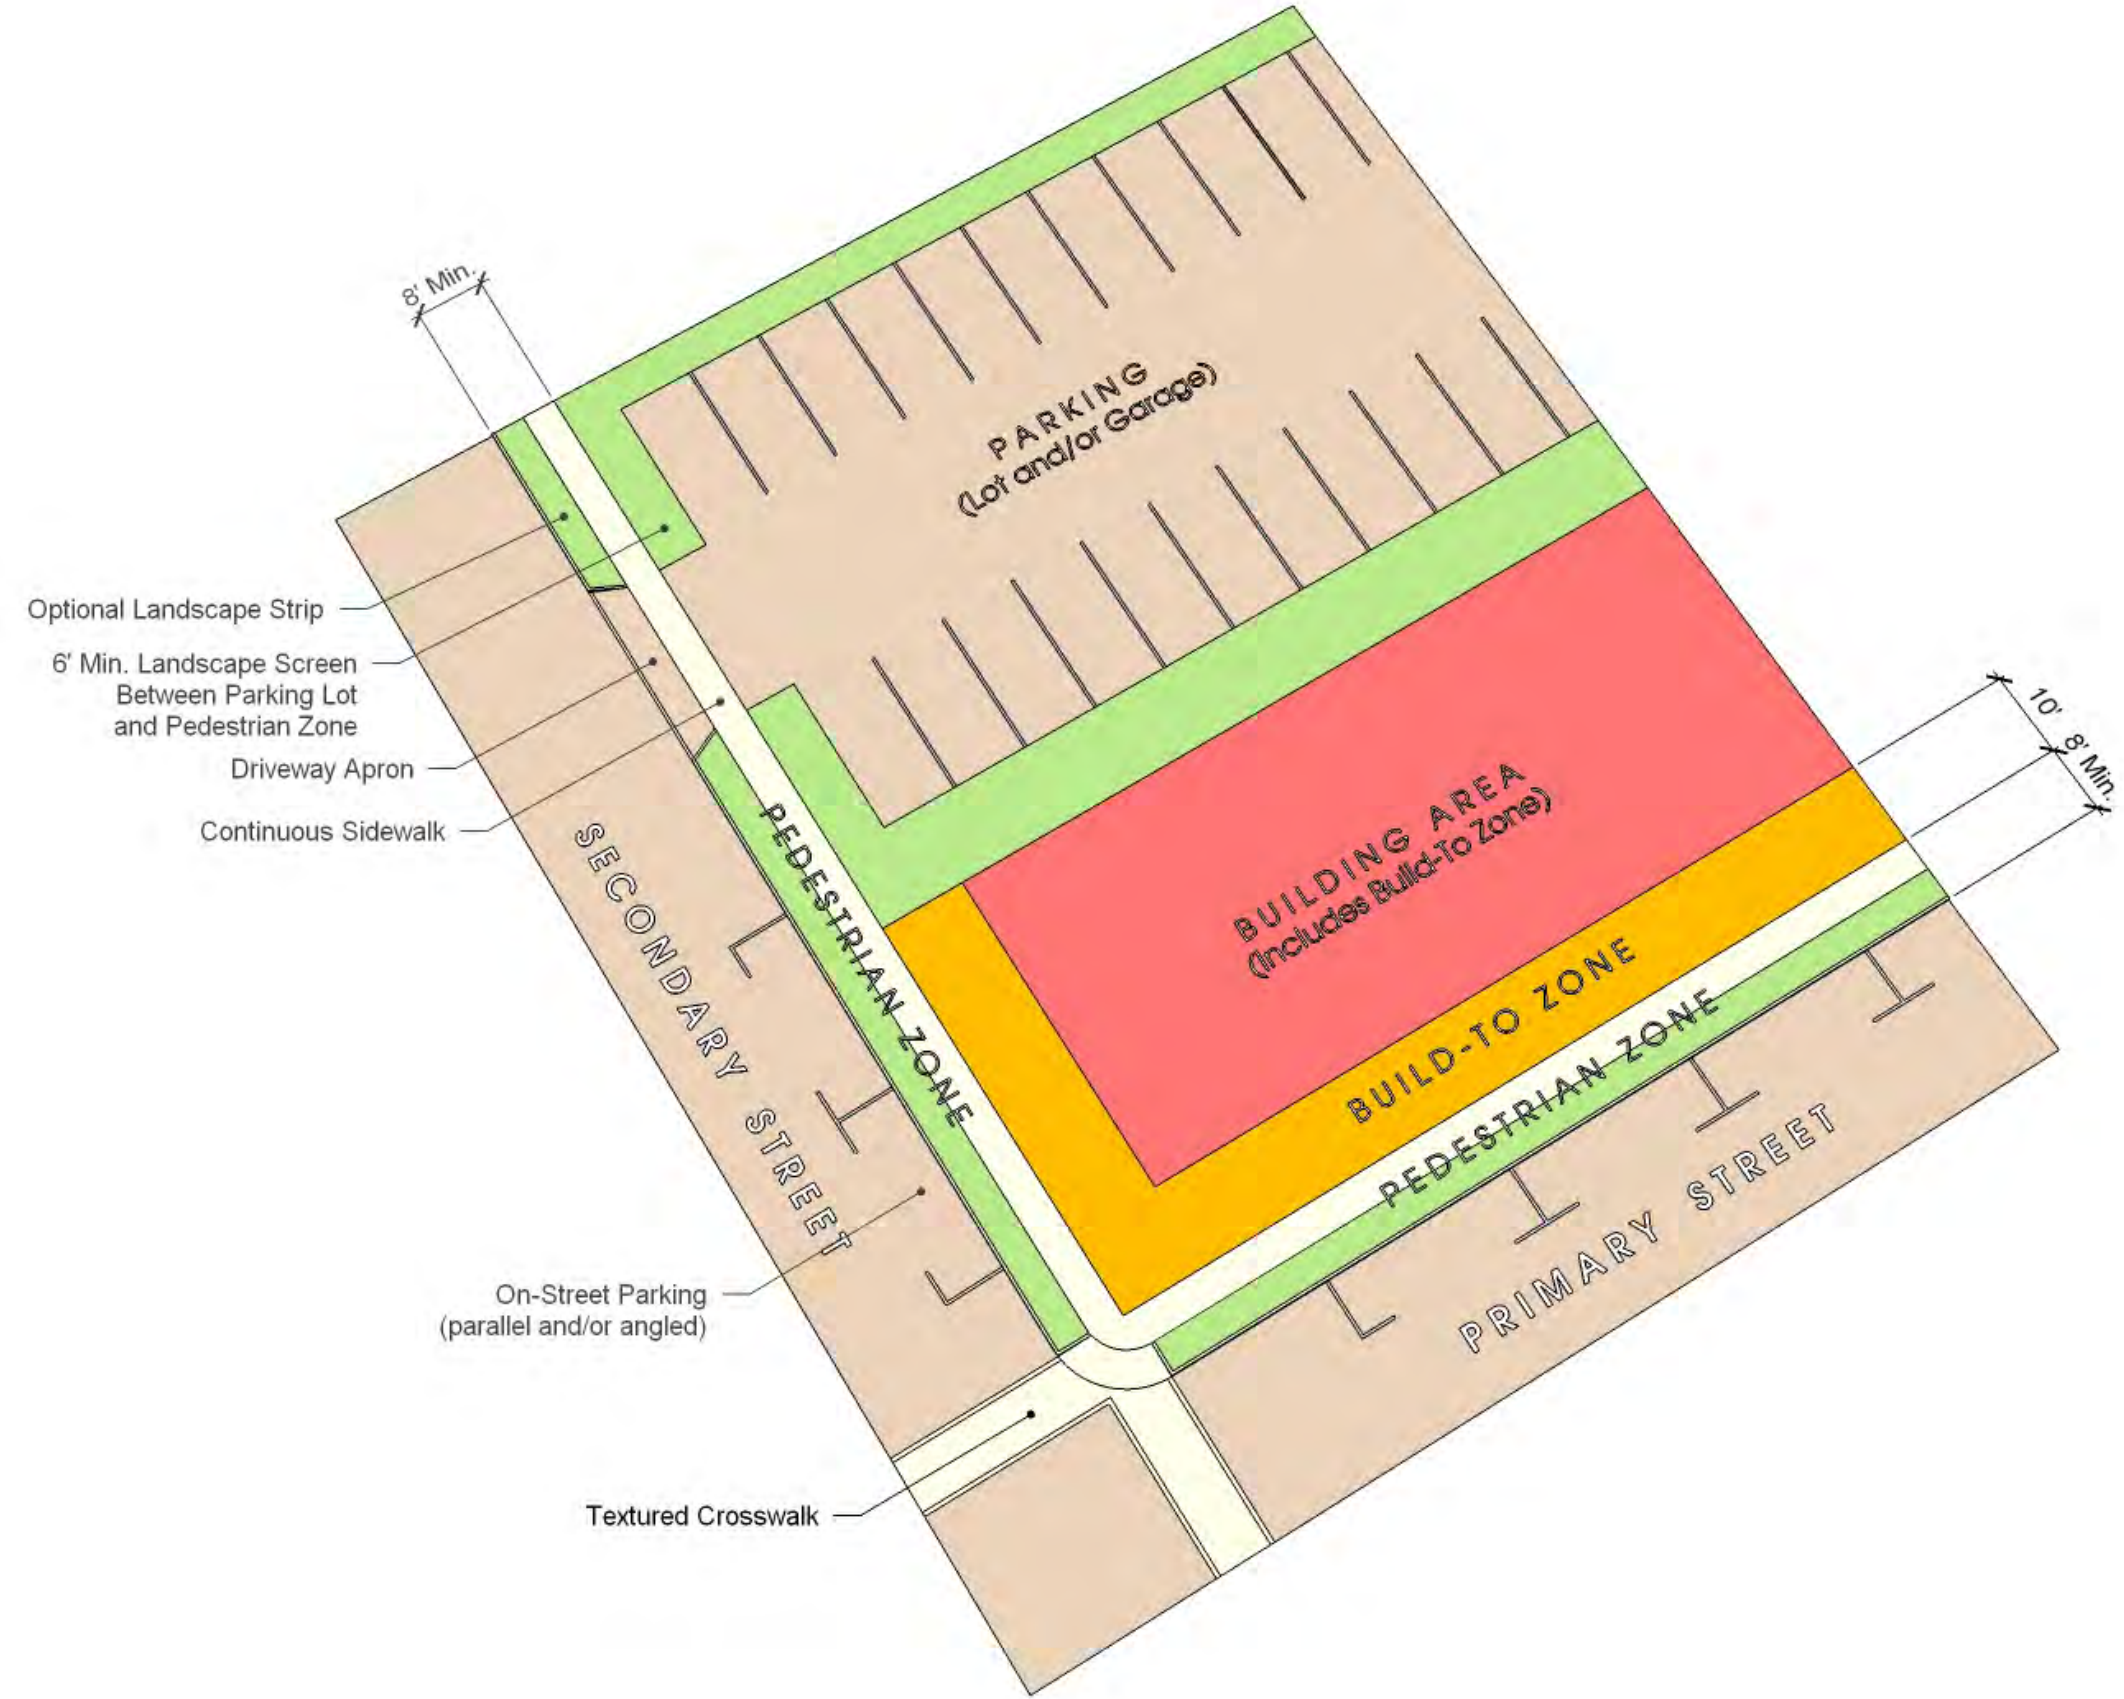 8' Min.
PARKING
(Lot and/or Garage)
Optional Landscape Strip
6' Min. Landscape Screen
Between Parking Lot
and Pedestrian Zone
Driveway Apron
Continuous Sidewalk
10'
8' Min.
BUILDING AREA
(Includes Build-To Zone)
BUILD-TO ZONE
PEDESTRIAN ZONE
PEDESTRIAN ZONE
SECONDARY STREET
PRIMARY STREET
On-Street Parking
(parallel and/or angled)
Textured Crosswalk